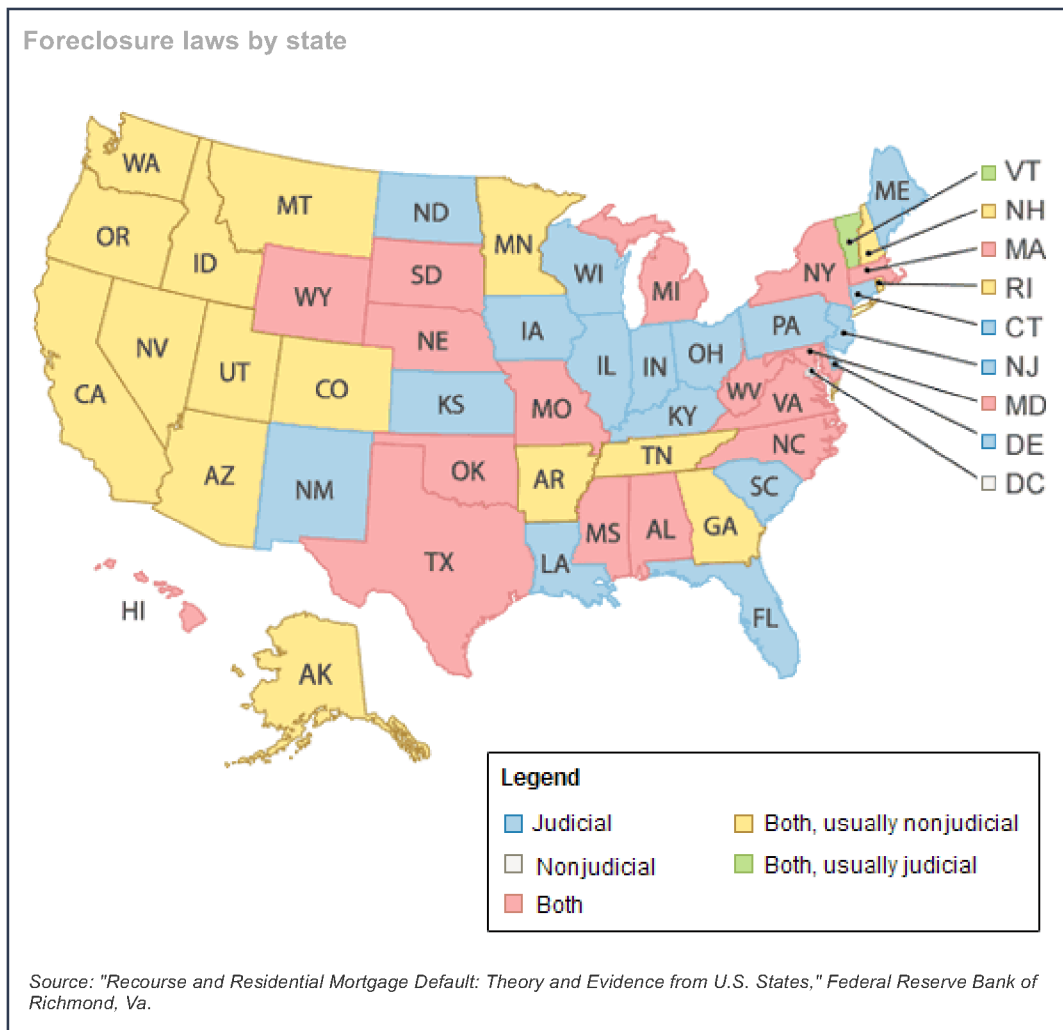 Foreclosure laws by state
WA
MT
ND
MN
ME
VT
NH
OR
ID
SD
WI
NY
MA
WY
MI
RI
NV
NE
IA
PA
CT
UT
IL
IN
OH
NJ
CA
CO
KS
MO
WV
VA
MD
KY
DE
AZ
NM
OK
AR
TN
NC
DC
SC
TX
LA
MS
AL
GA
HI
FL
AK
Legend
Judicial
Both, usually nonjudicial
Nonjudicial
Both, usually judicial
Both
Source: "Recourse and Residential Mortgage Default: Theory and Evidence from U.S. States," Federal Reserve Bank of
Richmond, Va.